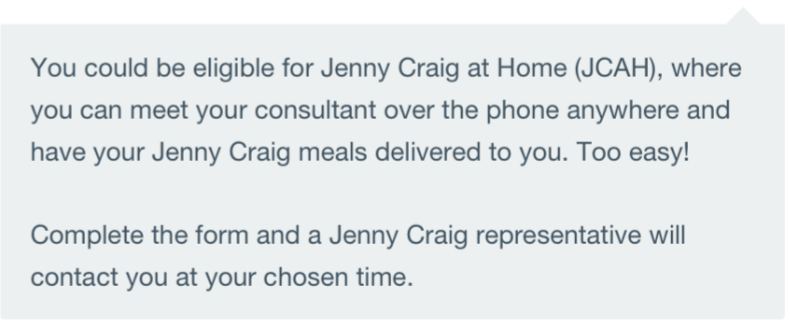 You could be eligible for Jenny Craig at Home (JCAH), where
you can meet your consultant over the phone anywhere and
have your Jenny Craig meals delivered to you. Too easy!
Complete the form and a Jenny Craig representative will
contact you at your chosen time.